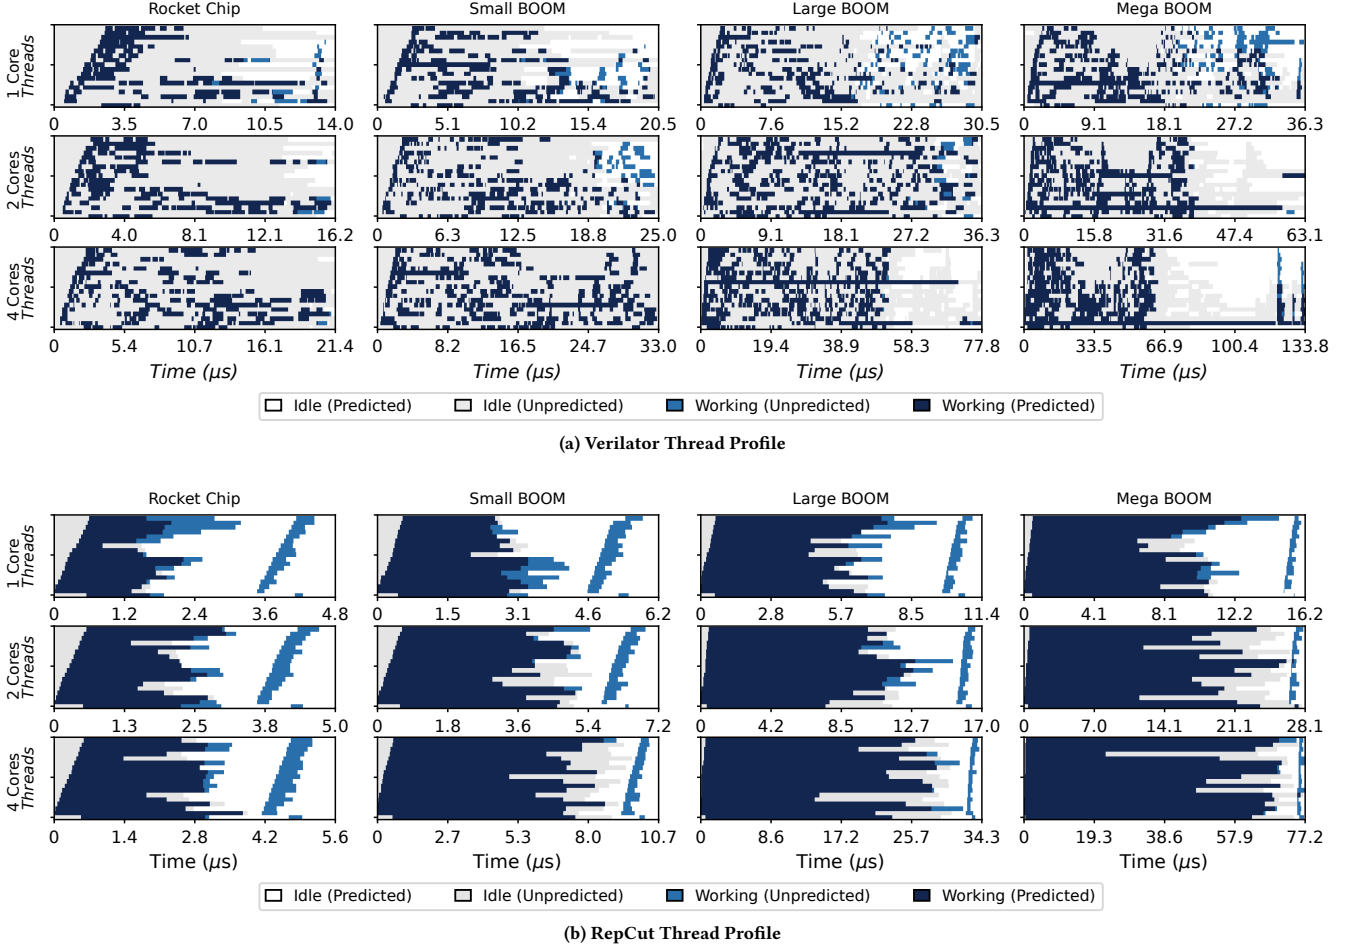 Rocket Chip Small BOOM Large BOOM Mega BOOM
1 Core
Threads
0 3.5 7.0 10.5 14.0 0 5.1 10.2 15.4 20.5 0 7.6 15.2 22.8 30.5 0 9.1 18.1 27.2 36.3
2 Cores
Threads
0 4.0 8.1 12.1 16.2 0 6.3 12.5 18.8 25.0 0 9.1 18.1 27.2 36.3 0 15.8 31.6 47.4 63.1
4 Cores
Threads
0 5.4 10.7 16.1 21.4 0 8.2 16.5 24.7 33.0 0 19.4 38.9 58.3 77.8 0 33.5 66.9 100.4 133.8
Time (μs) Time (μs) Time (μs) Time (μs)
Idle (Predicted) Idle (Unpredicted) Working (Unpredicted) Working (Predicted)
(a) Verilator Thread Profile
Rocket Chip Small BOOM Large BOOM Mega BOOM
1 Core
Threads
0 1.2 2.4 3.6 4.8 0 1.5 3.1 4.6 6.2 0 2.8 5.7 8.5 11.4 0 4.1 8.1 12.2 16.2
2 Cores
Threads
0 1.3 2.5 3.8 5.0 0 1.8 3.6 5.4 7.2 0 4.2 8.5 12.7 17.0 0 7.0 14.1 21.1 28.1
4 Cores
Threads
0 1.4 2.8 4.2 5.6 0 2.7 5.3 8.0 10.7 0 8.6 17.2 25.7 34.3 0 19.3 38.6 57.9 77.2
Time (μs) Time (μs) Time (μs) Time (μs)
Idle (Predicted) Idle (Unpredicted) Working (Unpredicted) Working (Predicted)
(b) RepCut Thread Profile